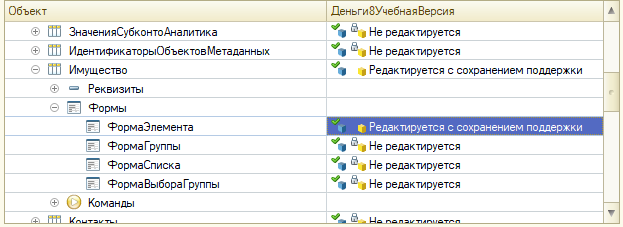 Объект Деньги8УчебнаяВерсия
ЗначенияСубконтоАналитика Не редактируется
ИдентификаторыОбъектовМетаданных Не редактируется
Имущество Редактируется с сохранением поддержки
Реквизиты
Формы
ФормаЭлемента Редактируется с сохранением поддержки
ФормаГруппы Не редактируется
ФормаСписка Не редактируется
ФормаВыбораГруппы Не редактируется
Команды
Контакты Не редактируется